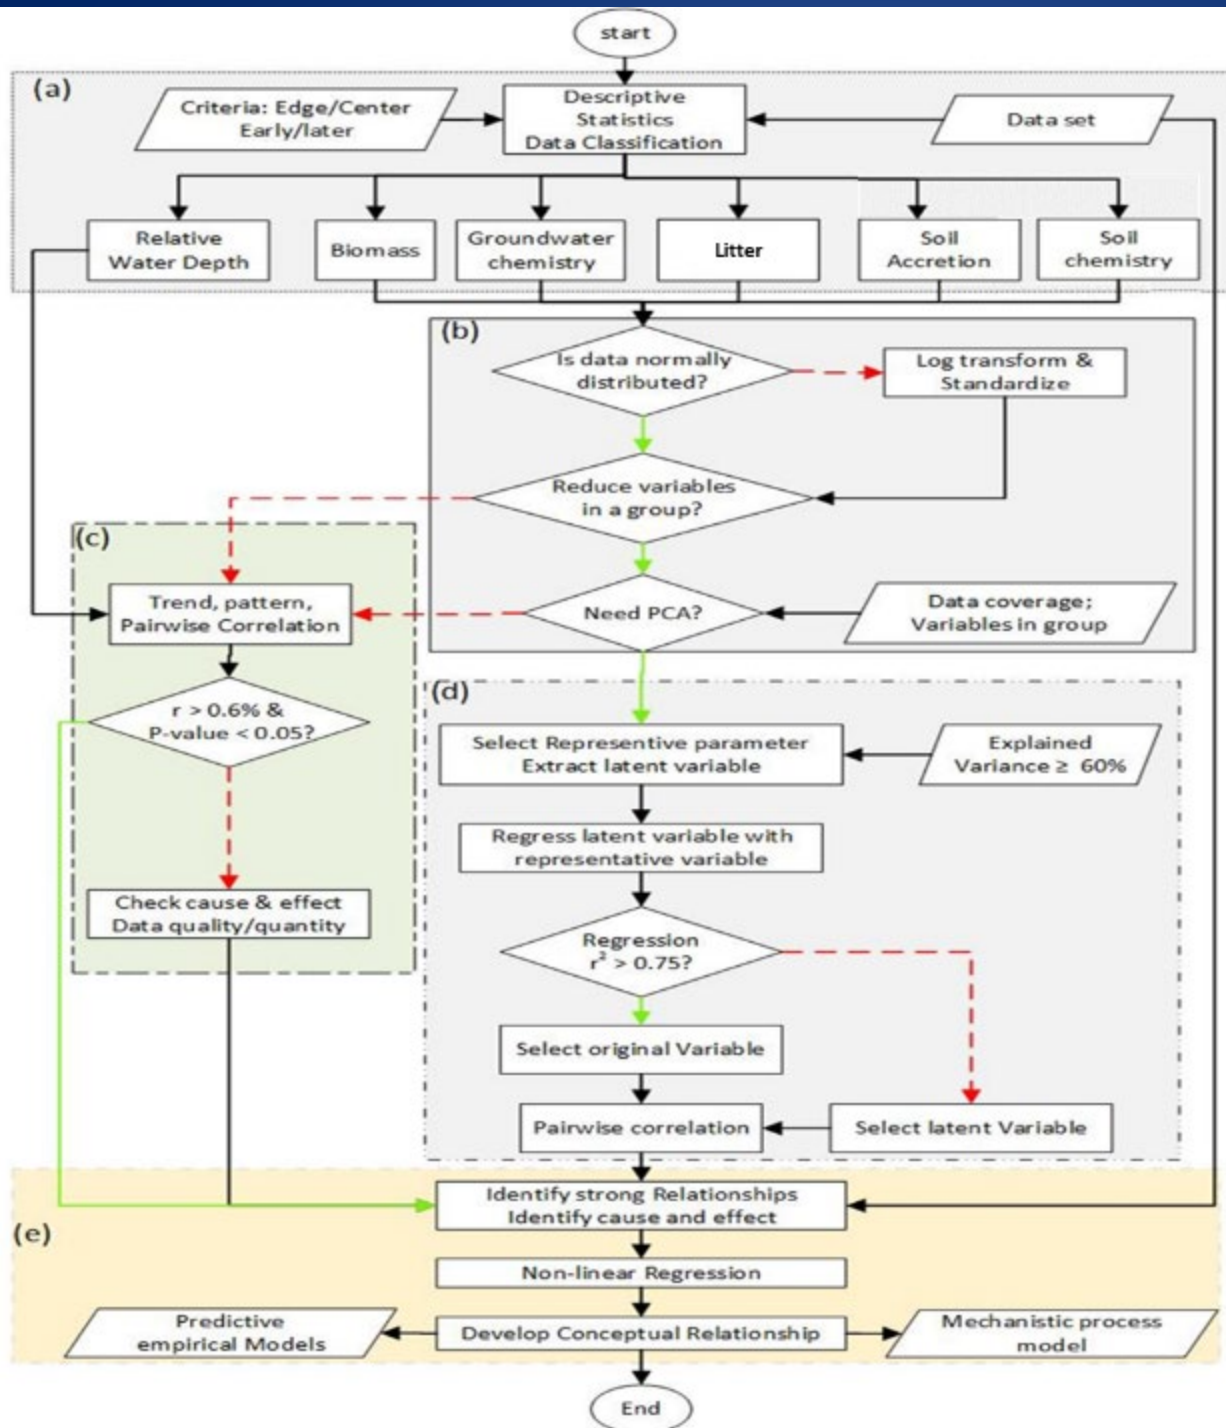 start
(a)
Criteria: Edge/Center
Early/later
Descriptive
Statistics
Data Classification
Data set
Relative
Water Depth
Biomass
Groundwater
chemistry
Litter
Soil
Accretion
Soil
chemistry
(b)
Is data normally
distributed?
Log transform &
Standardize
Reduce variables
in a group?
(c)
Trend, pattern,
Pairwise Correlation
Need PCA?
Data coverage;
Variables in group
r > 0.6% &
P-value < 0.05?
(d)
Select Representive parameter
Extract latent variable
Explained
Variance ≥ 60%
Regress latent variable with
representative variable
Check cause & effect
Data quality/quantity
Regression
r² > 0.75?
Select original Variable
Pairwise correlation
Select latent Variable
(e)
Identify strong Relationships
Identify cause and effect
Non-linear Regression
Predictive
empirical Models
Develop Conceptual Relationship
Mechanistic process
model
End